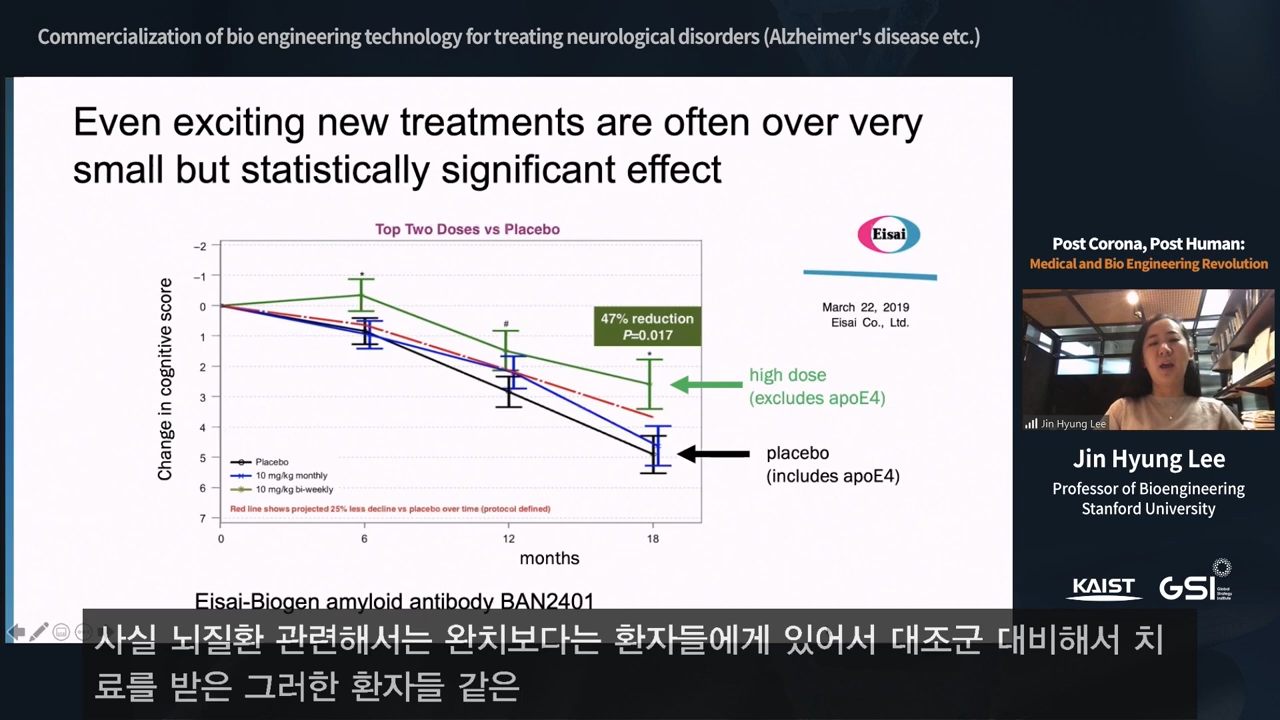 Commercialization of bio engineering technology for treating neurological disorders (Alzheimer's disease etc.)
Even exciting new treatments are often over very
small but statistically significant effect
Top Two Doses vs Placebo
Change in cognitive score
−2
−1
0
1
2
3
4
5
6
7
*
#
*
47% reduction
P=0.017
Placebo
10 mg/kg monthly
10 mg/kg bi-weekly
Red line shows projected 25% less decline vs placebo over time (protocol defined)
0
6
12
18
months
Eisai
March 22, 2019
Eisai Co., Ltd.
high dose
(excludes apoE4)
placebo
(includes apoE4)
Eisai-Biogen amyloid antibody BAN2401
Post Corona, Post Human:
Medical and Bio Engineering Revolution
Jin Hyung Lee
Jin Hyung Lee
Professor of Bioengineering
Stanford University
KAIST
GSI
Global
Strategy
Institute
사실 뇌질환 관련해서는 완치보다는 환자들에게 있어서 대조군 대비해서 치
료를 받은 그러한 환자들 같은